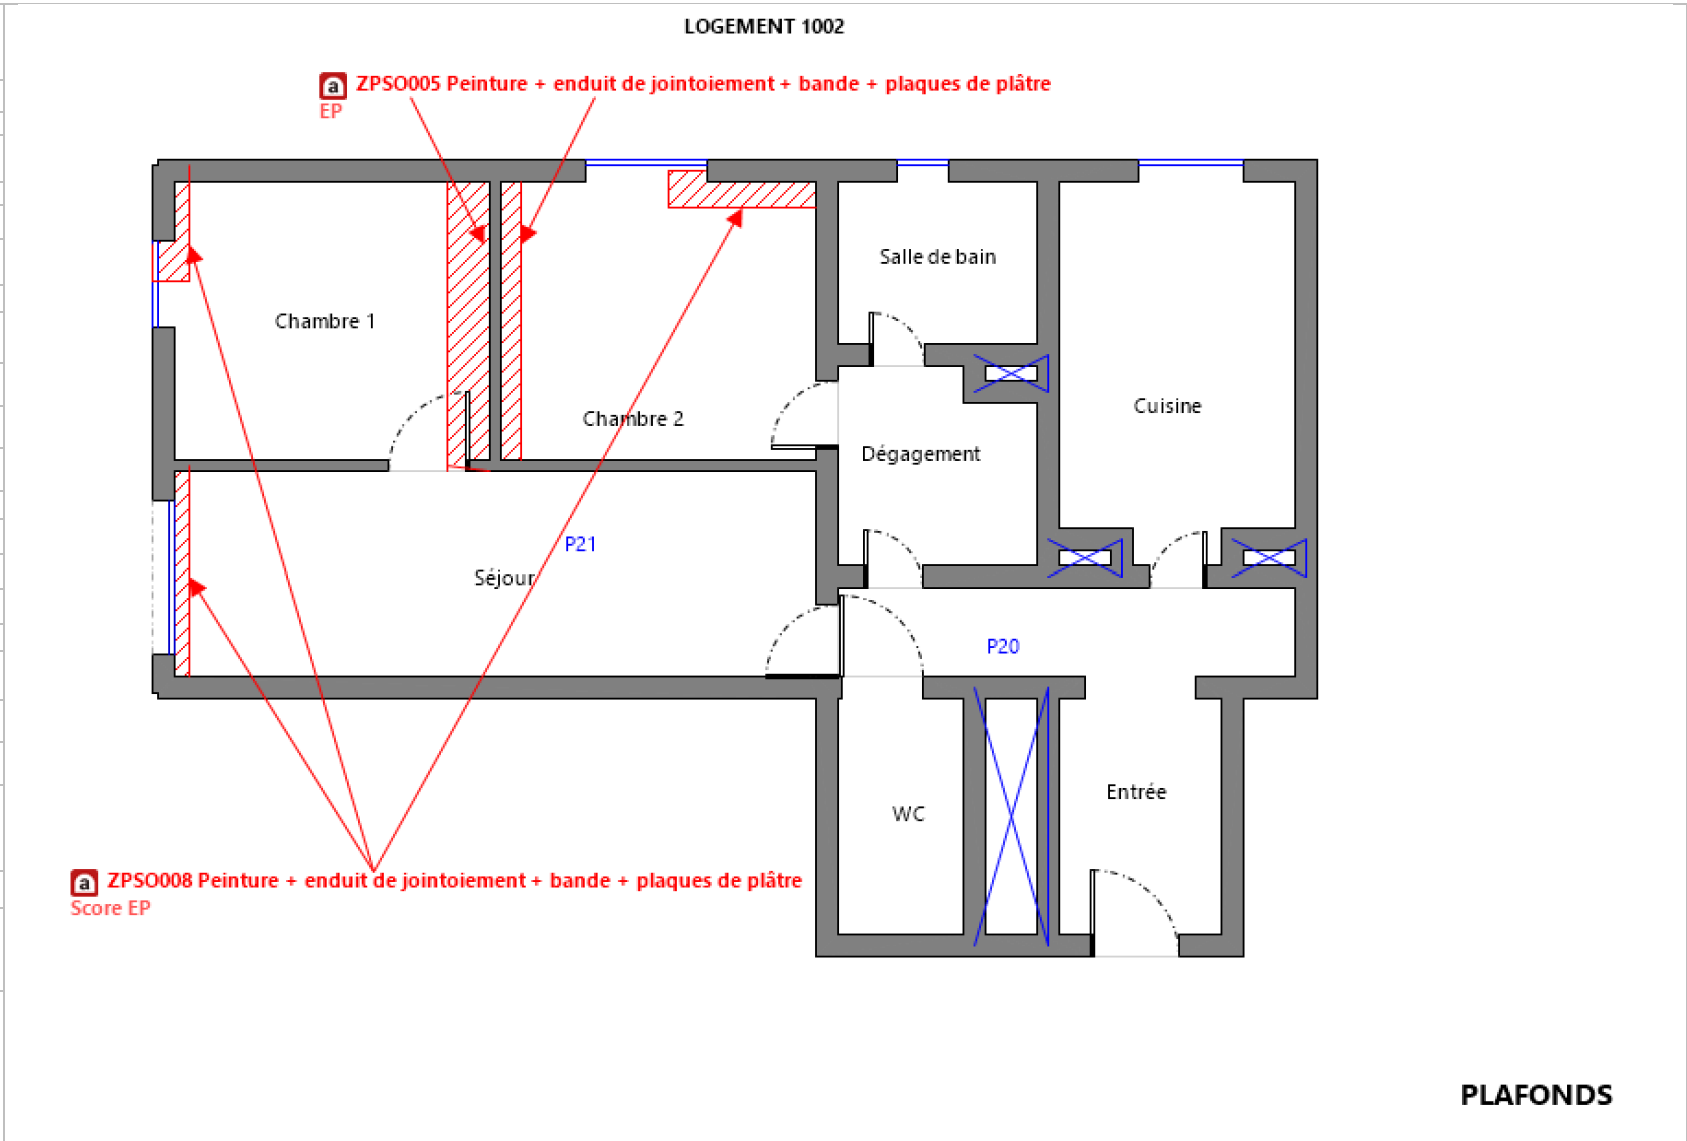 LOGEMENT 1002
a ZPSO005 Peinture + enduit de jointoiement + bande + plaques de plâtre
EP
Salle de bain
Chambre 1
Cuisine
Chambre 2
Dégagement
P21
Séjour
P20
Entrée
WC
a ZPSO008 Peinture + enduit de jointoiement + bande + plaques de plâtre
Score EP
PLAFONDS